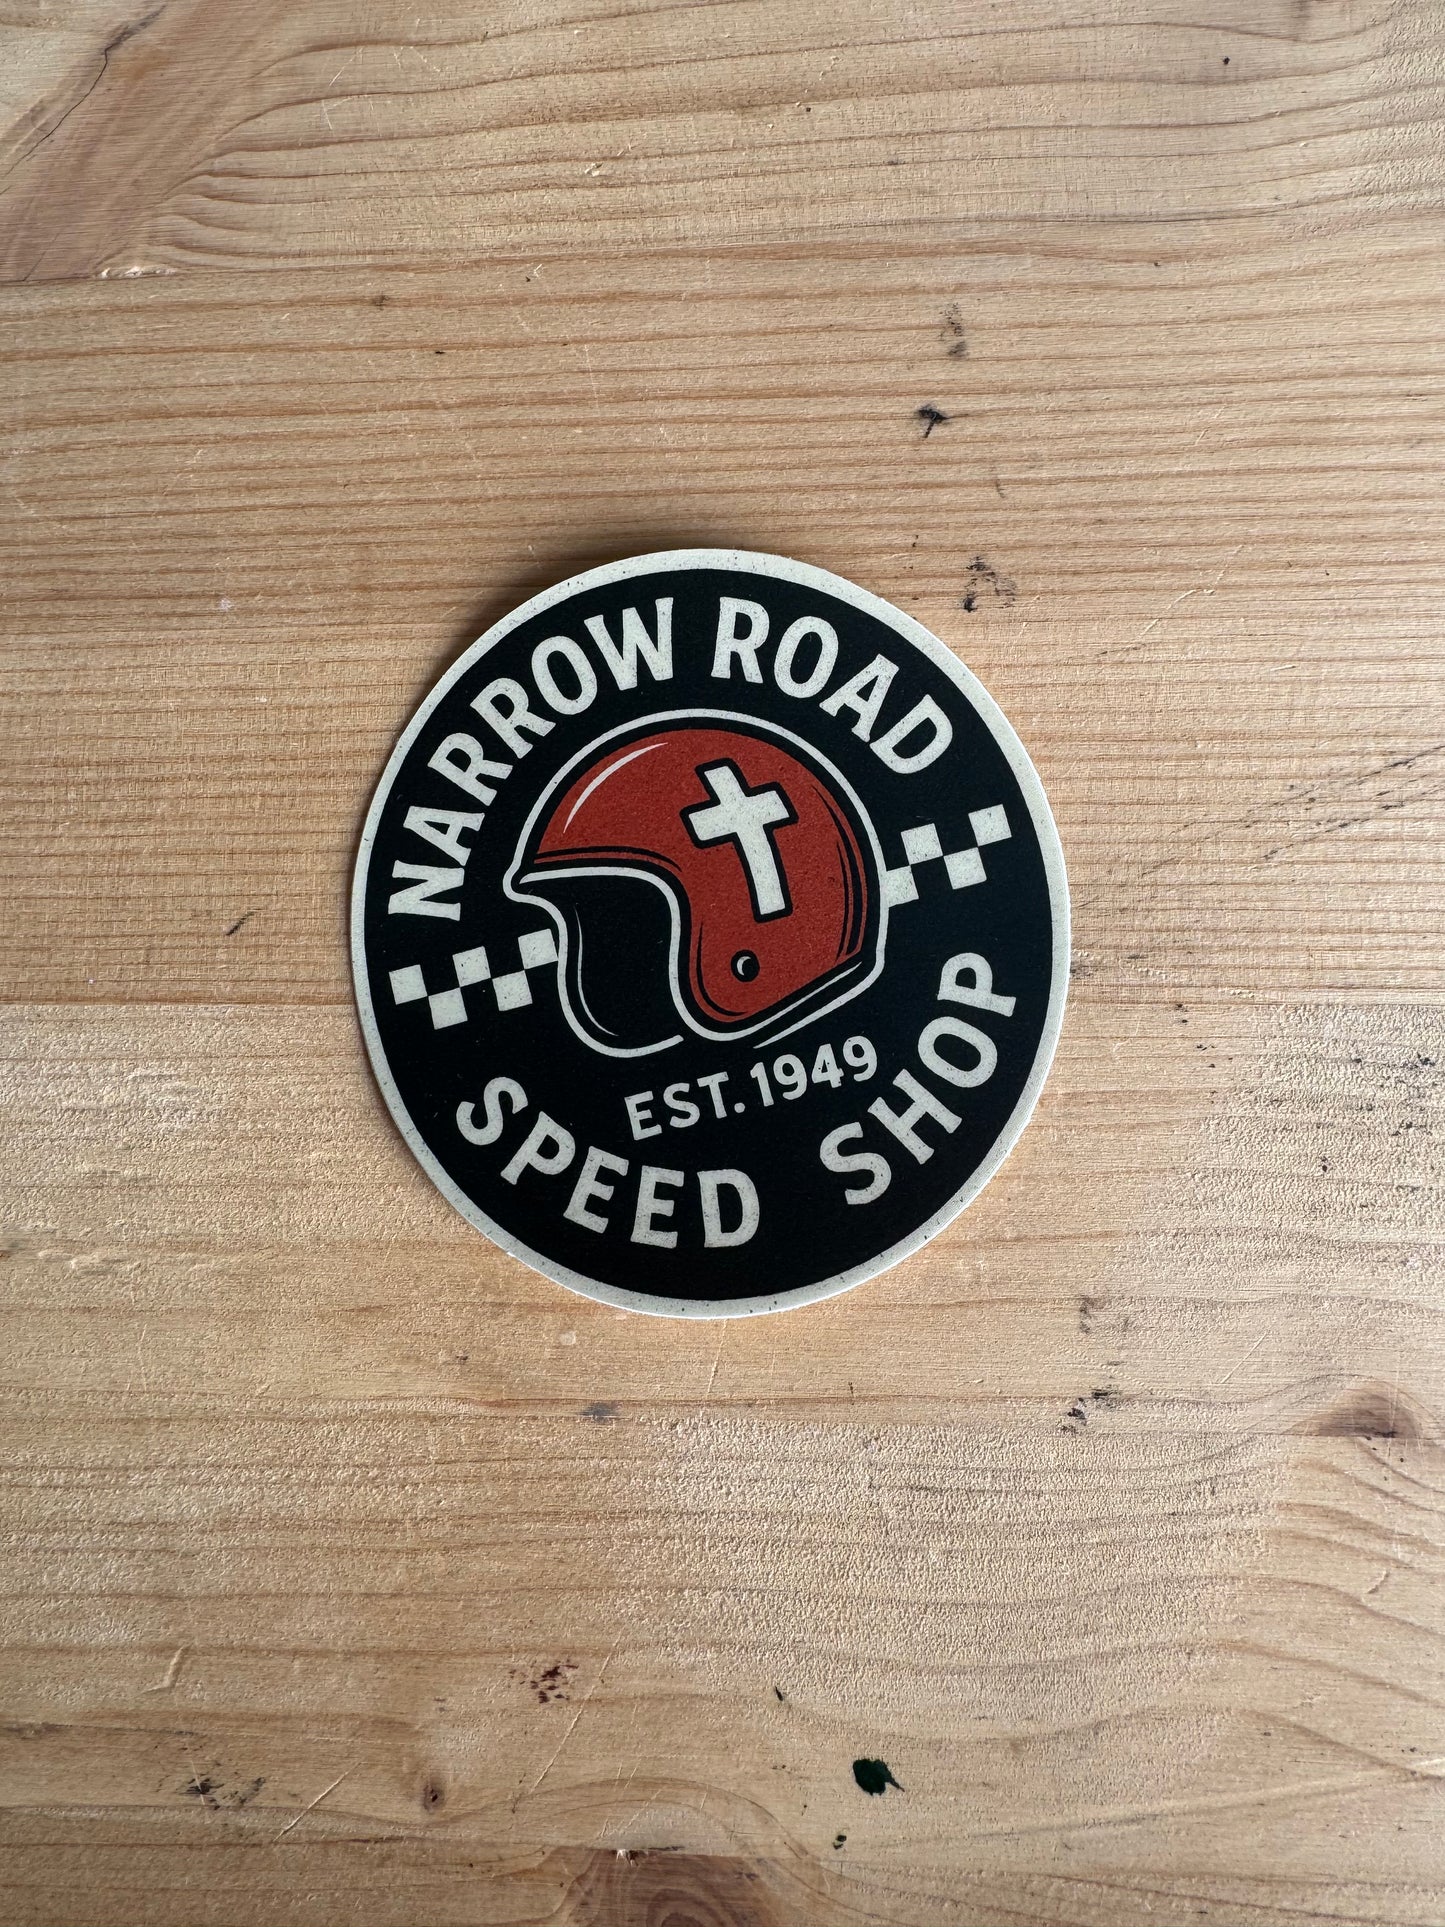 NARROW ROAD
EST. 1949
SPEED SHOP